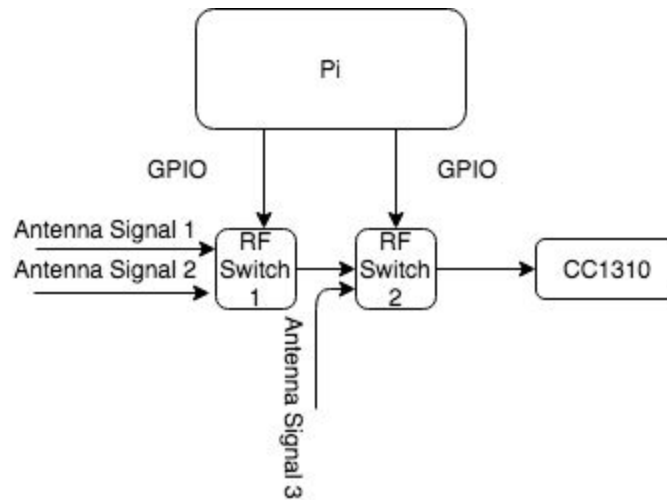 Pi
GPIO
GPIO
Antenna Signal 1
Antenna Signal 2
RF
Switch
1
RF
Switch
2
CC1310
Antenna Signal 3